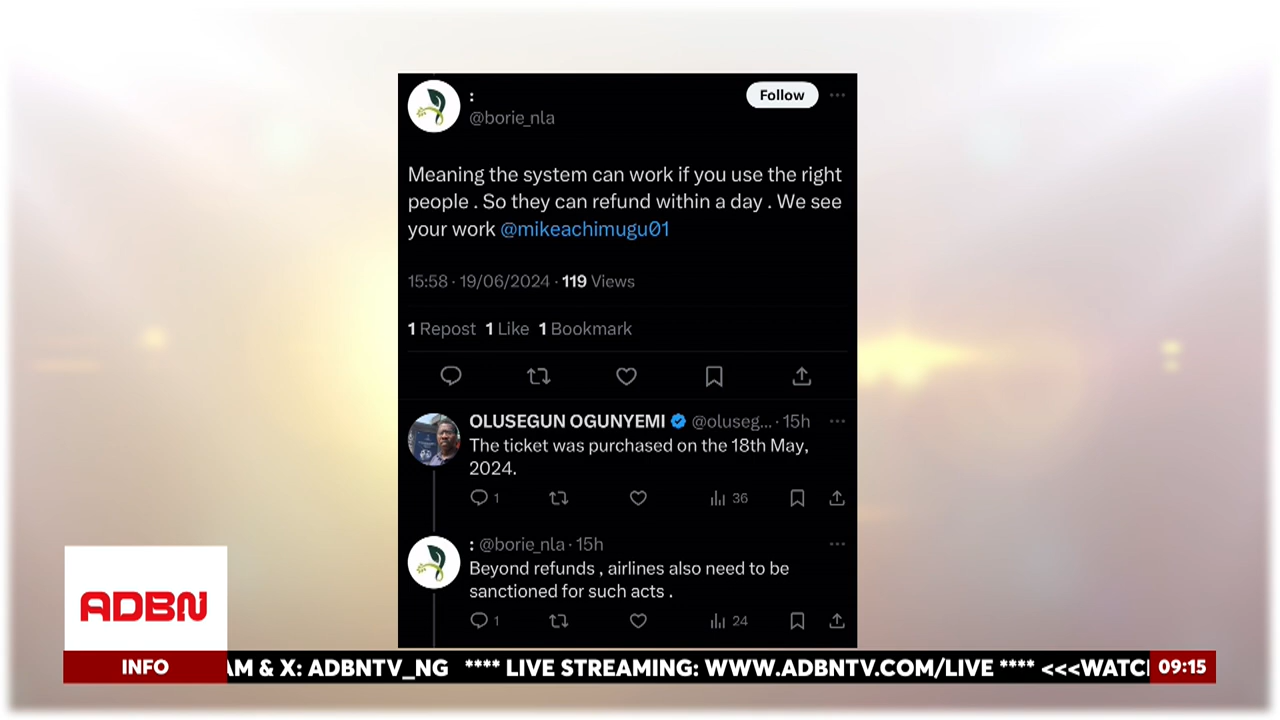 :
Follow
@borie_nla
Meaning the system can work if you use the right
people . So they can refund within a day . We see
your work @mikeachimugu01
15:58 · 19/06/2024 · 119 Views
1 Repost 1 Like 1 Bookmark
OLUSEGUN OGUNYEMI @oluseg... · 15h
The ticket was purchased on the 18th May,
2024.
1 36
: @borie_nla · 15h
Beyond refunds , airlines also need to be
sanctioned for such acts .
1 24
ADBN
INFO
AM & X: ADBNTV_NG **** LIVE STREAMING: WWW.ADBNTV.COM/LIVE **** <<<WATCH
09:15